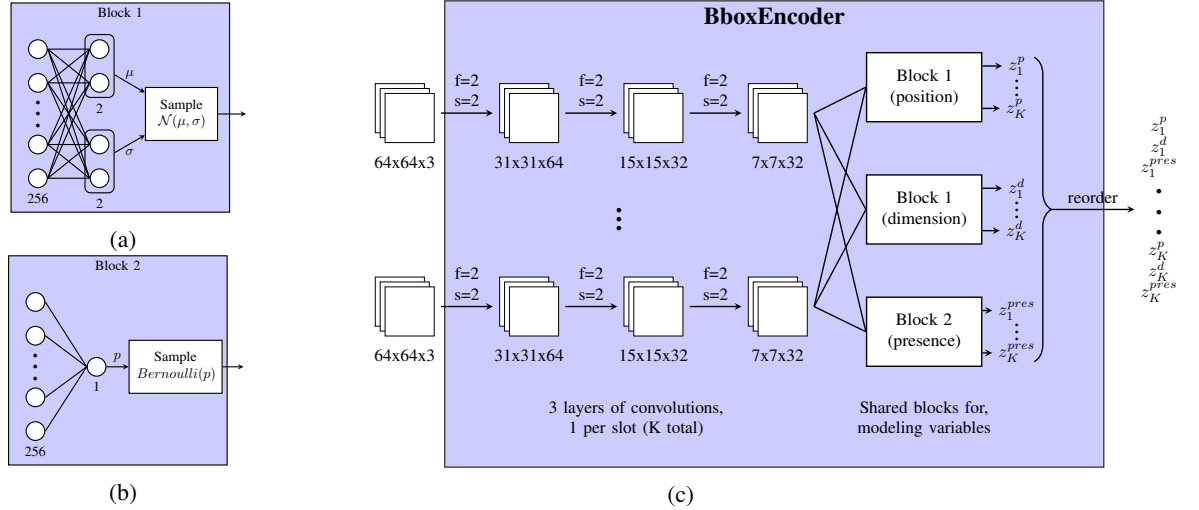 Block 1
μ
Sample
N(μ, σ)
σ
2
2
256
(a)
Block 2
p
Sample
Bernoulli(p)
1
256
(b)
BboxEncoder
f=2
s=2
f=2
s=2
f=2
s=2
64x64x3
31x31x64
15x15x32
7x7x32
f=2
s=2
f=2
s=2
f=2
s=2
64x64x3
31x31x64
15x15x32
7x7x32
3 layers of convolutions,
1 per slot (K total)
Block 1
(position)
z_1^p
z_K^p
Block 1
(dimension)
z_1^d
z_K^d
Block 2
(presence)
z_1^{pres}
z_K^{pres}
Shared blocks for,
modeling variables
reorder
z_1^p
z_1^d
z_1^{pres}
z_K^p
z_K^d
z_K^{pres}
(c)